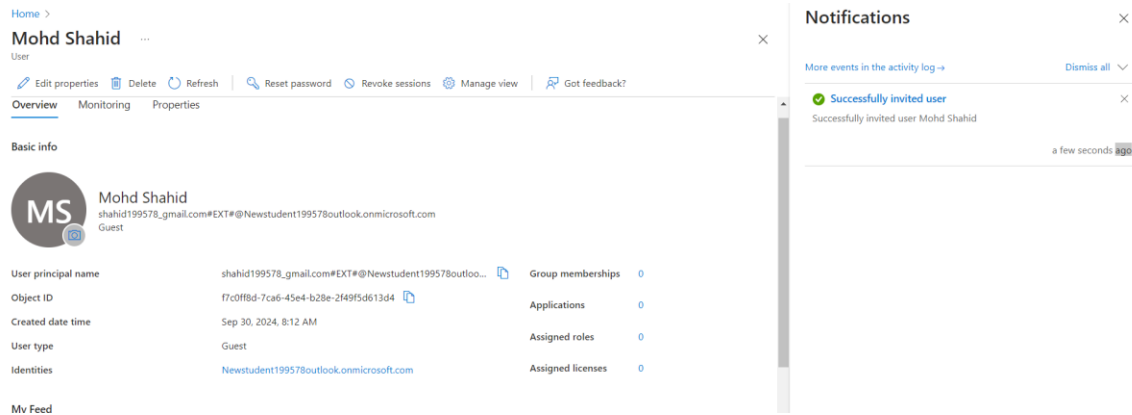 Home >
Mohd Shahid ...
User
Edit properties Delete Refresh Reset password Revoke sessions Manage view Got feedback?
Overview Monitoring Properties
Basic info
MS
Mohd Shahid
shahid199578_gmail.com#EXT#@Newstudent199578outlook.onmicrosoft.com
Guest
User principal name shahid199578_gmail.com#EXT#@Newstudent199578outloo...
Object ID f7c0ff8d-7ca6-45e4-b28e-2f49f5d613d4
Created date time Sep 30, 2024, 8:12 AM
User type Guest
Identities Newstudent199578outlook.onmicrosoft.com
Group memberships 0
Applications 0
Assigned roles 0
Assigned licenses 0
My Feed
Notifications
More events in the activity log → Dismiss all
Successfully invited user
Successfully invited user Mohd Shahid
a few seconds ago